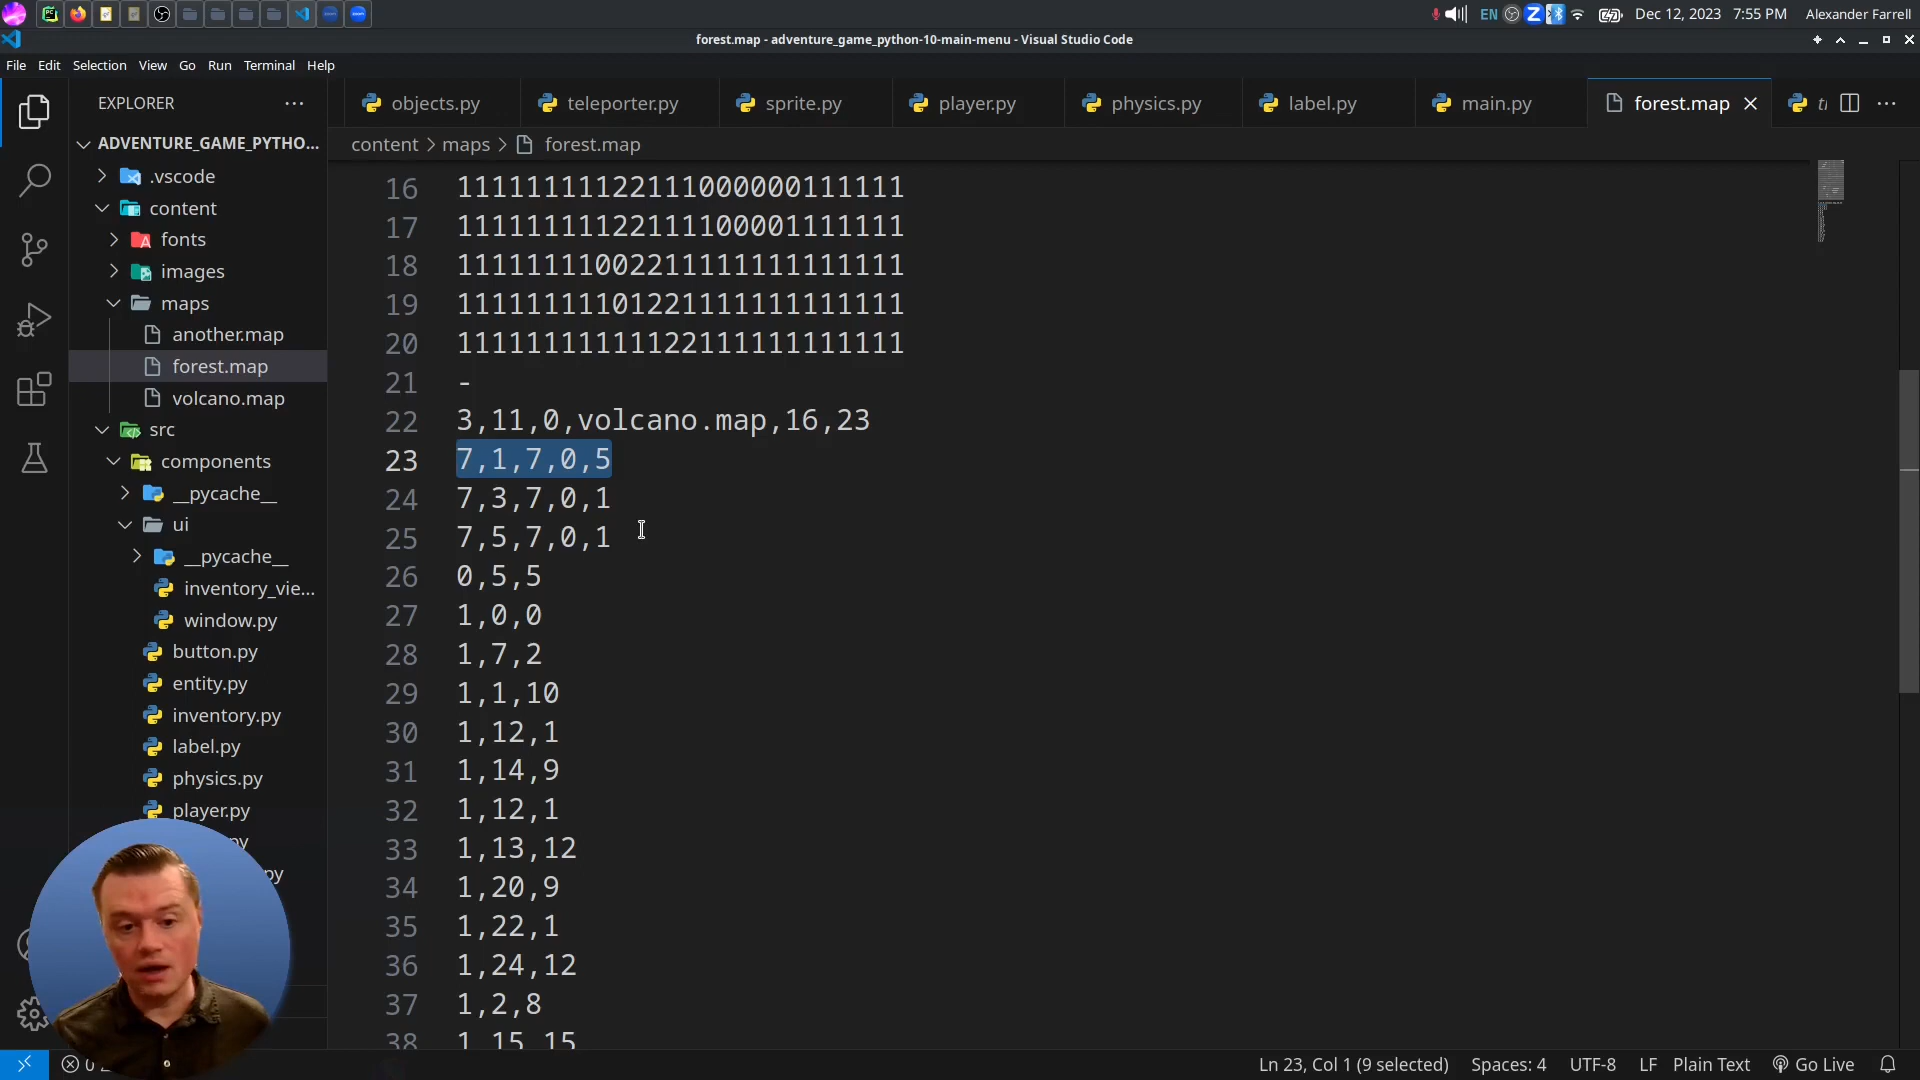 EN
Dec 12, 2023
7:55 PM
Alexander Farrell
forest.map - adventure_game_python-10-main-menu - Visual Studio Code
File Edit Selection View Go Run Terminal Help
EXPLORER
objects.py teleporter.py sprite.py player.py physics.py label.py main.py forest.map
ADVENTURE_GAME_PYTHO...
content > maps > forest.map
.vscode
content
fonts
images
maps
another.map
forest.map
volcano.map
src
components
__pycache__
ui
__pycache__
inventory_vie...
window.py
button.py
entity.py
inventory.py
label.py
physics.py
player.py
py
py
16 11111111122111000000111111
17 11111111122111100001111111
18 11111111002211111111111111
19 11111111101221111111111111
20 11111111111122111111111111
21 -
22 3,11,0,volcano.map,16,23
23 7,1,7,0,5
24 7,3,7,0,1
25 7,5,7,0,1
26 0,5,5
27 1,0,0
28 1,7,2
29 1,1,10
30 1,12,1
31 1,14,9
32 1,12,1
33 1,13,12
34 1,20,9
35 1,22,1
36 1,24,12
37 1,2,8
38 1,15,15
0
Ln 23, Col 1 (9 selected) Spaces: 4 UTF-8 LF Plain Text Go Live